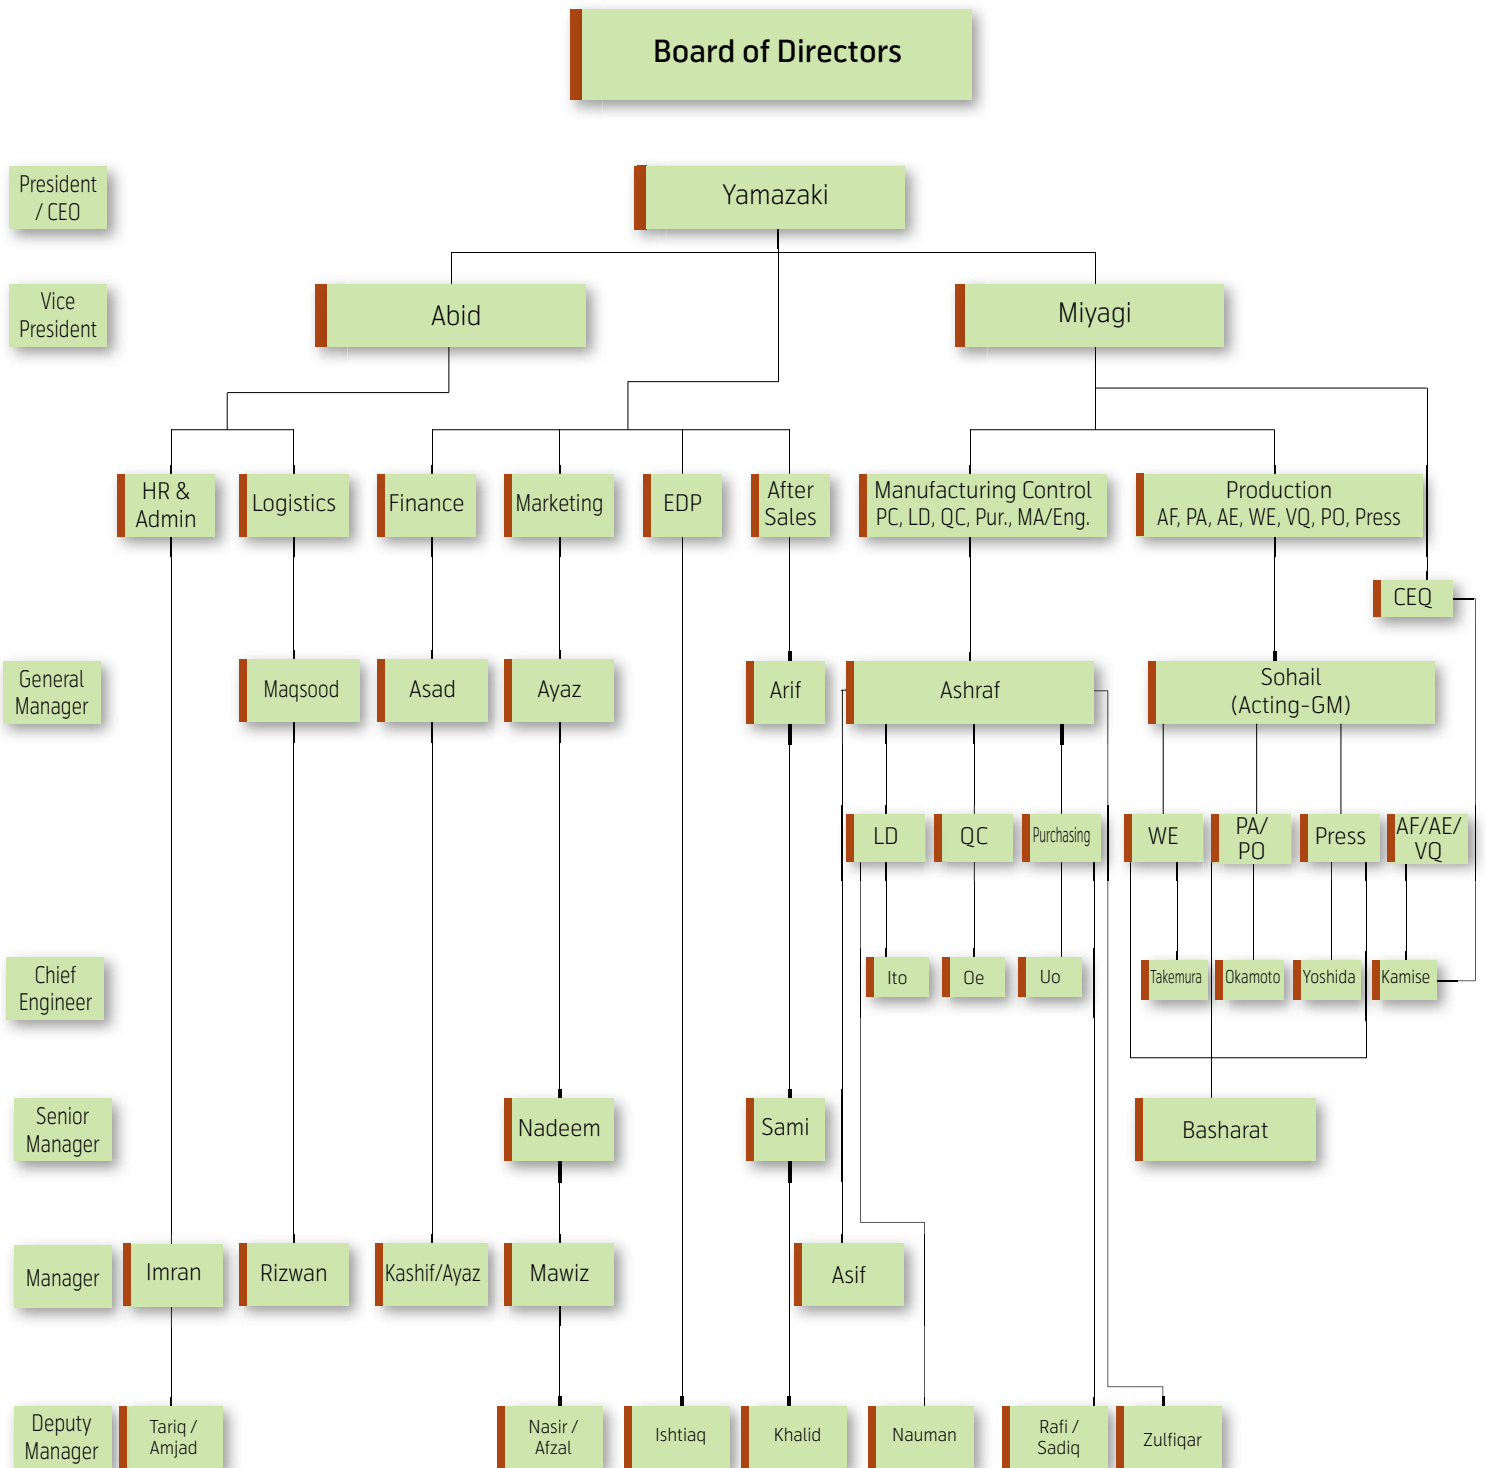 Board of Directors
President
/ CEO
Yamazaki
Vice
President
Abid
Miyagi
HR &
Admin
Logistics
Finance
Marketing
EDP
After
Sales
Manufacturing Control
PC, LD, QC, Pur., MA/Eng.
Production
AF, PA, AE, WE, VQ, PO, Press
CEQ
General
Manager
Maqsood
Asad
Ayaz
Arif
Ashraf
Sohail
(Acting-GM)
LD
QC
Purchasing
WE
PA/
PO
Press
AF/AE/
VQ
Chief
Engineer
Ito
Oe
Uo
Takemura
Okamoto
Yoshida
Kamise
Senior
Manager
Nadeem
Sami
Basharat
Manager
Imran
Rizwan
Kashif/Ayaz
Mawiz
Asif
Deputy
Manager
Tariq /
Amjad
Nasir /
Afzal
Ishtiaq
Khalid
Nauman
Rafi /
Sadiq
Zulfiqar